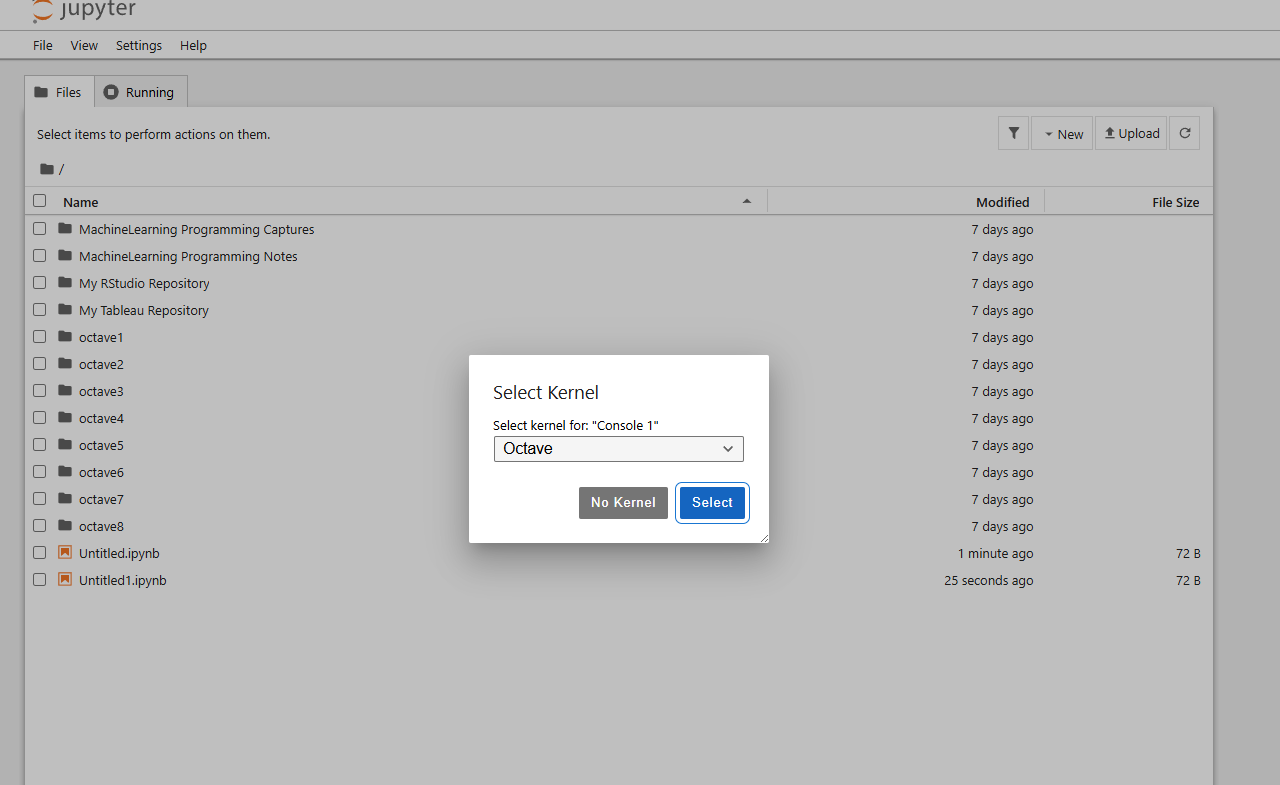 jupyter
File View Settings Help
Files Running
Select items to perform actions on them.
New Upload
/
Name Modified File Size
MachineLearning Programming Captures 7 days ago
MachineLearning Programming Notes 7 days ago
My RStudio Repository 7 days ago
My Tableau Repository 7 days ago
octave1 7 days ago
octave2 7 days ago
octave3 7 days ago
octave4 7 days ago
octave5 7 days ago
octave6 7 days ago
octave7 7 days ago
octave8 7 days ago
Untitled.ipynb 1 minute ago 72 B
Untitled1.ipynb 25 seconds ago 72 B
Select Kernel
Select kernel for: "Console 1"
Octave
No Kernel Select